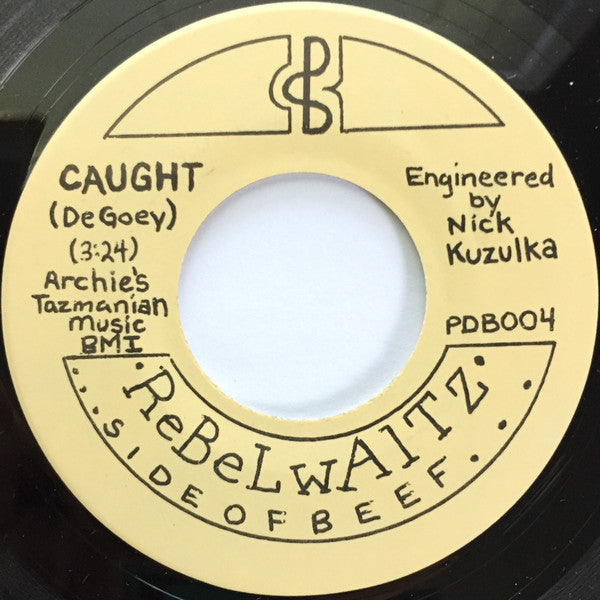 CAUGHT
(DeGoey)
(3:24)
Archie's
Tazmanian
Music
BMI
Engineered
by
Nick
Kuzulka
PDB004
ReBeLwAlTz
...SIDE OF BEEF...